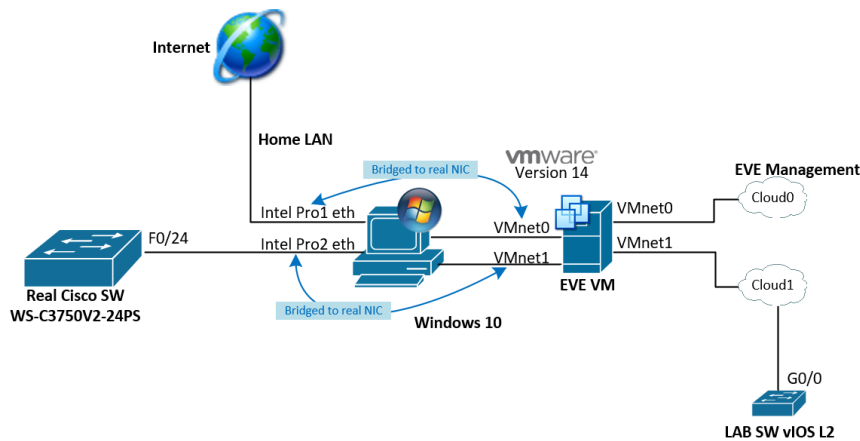 Internet
Home LAN
Bridged to real NIC
vmware
Version 14
EVE Management
Cloud0
Intel Pro1 eth
VMnet0
VMnet0
F0/24
Intel Pro2 eth
VMnet1
VMnet1
Real Cisco SW
WS-C3750V2-24PS
Bridged to real NIC
Windows 10
EVE VM
Cloud1
G0/0
LAB SW vIOS L2